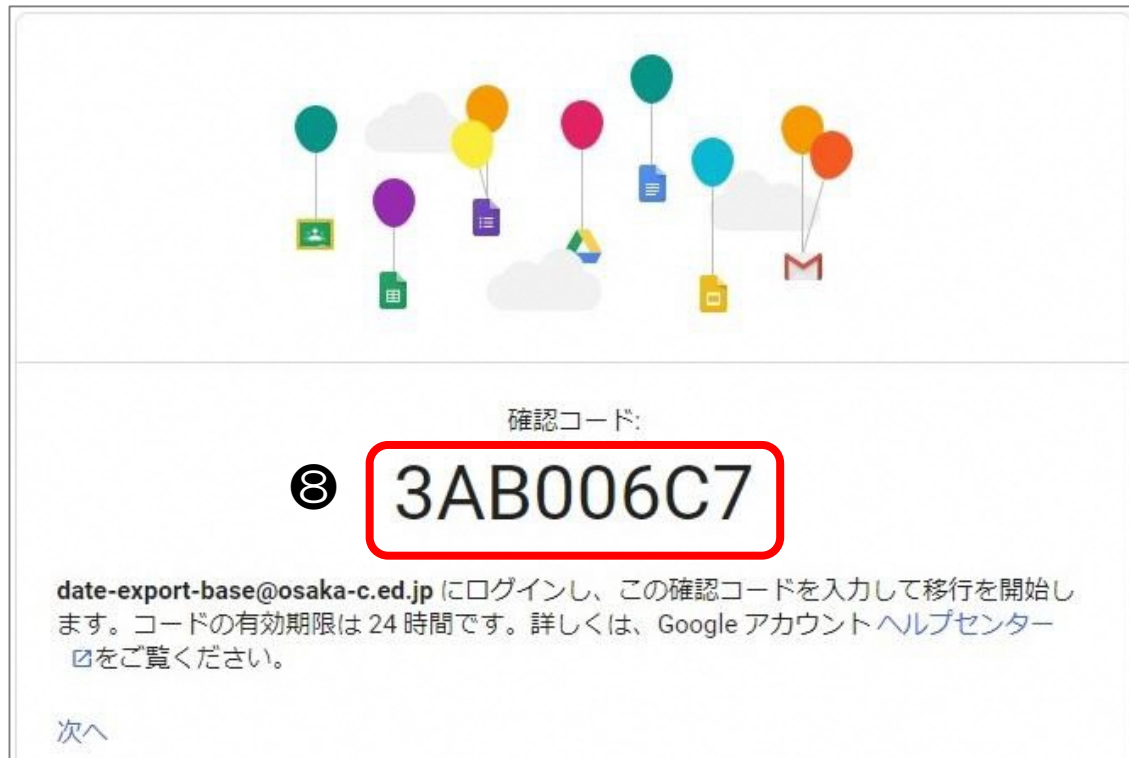 確認コード:
❽ 3AB006C7
date-export-base@osaka-c.ed.jp にログインし、この確認コードを入力して移行を開始し
ます。コードの有効期限は 24 時間です。詳しくは、Google アカウント ヘルプセンター
をご覧ください。
次へ